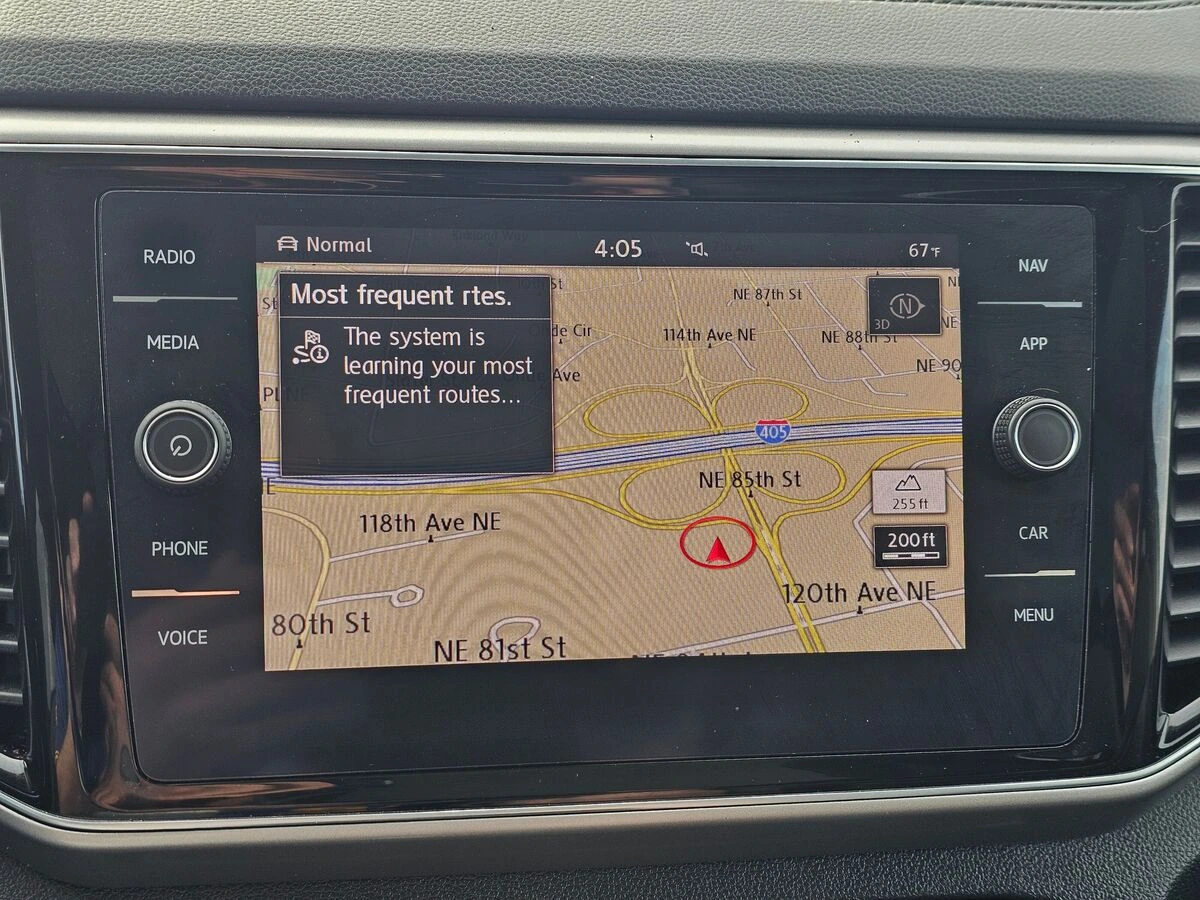 Normal
4:05
67°F
RADIO
MEDIA
PHONE
VOICE
NAV
APP
CAR
MENU
Most frequent rtes.
The system is
learning your most
frequent routes...
NE 87th St
114th Ave NE
NE 88th St
NE 90
NE
Ave
N
3D
405
NE 85th St
255 ft
200 ft
118th Ave NE
120th Ave NE
80th St
NE 81st St